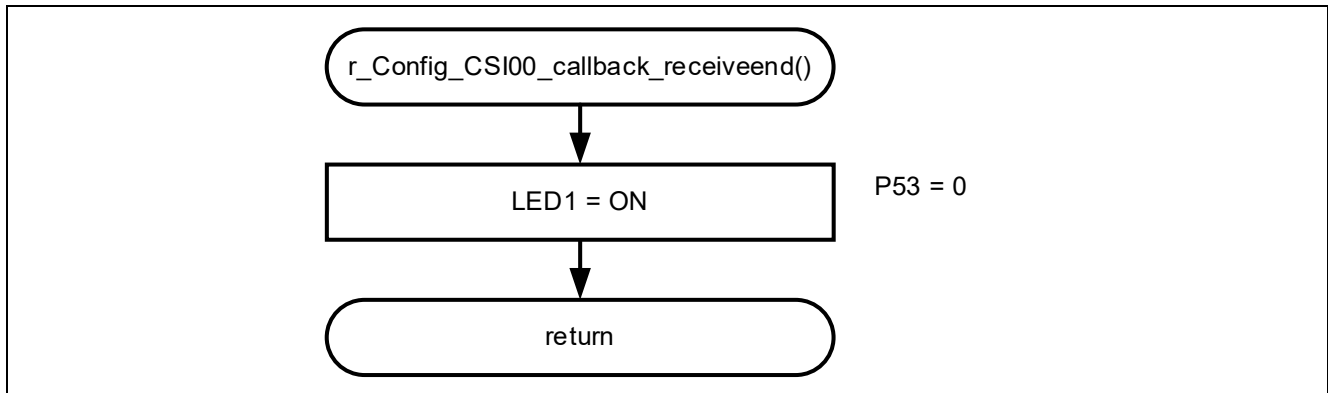 r_Config_CSI00_callback_receiveend()
LED1 = ON
P53 = 0
return